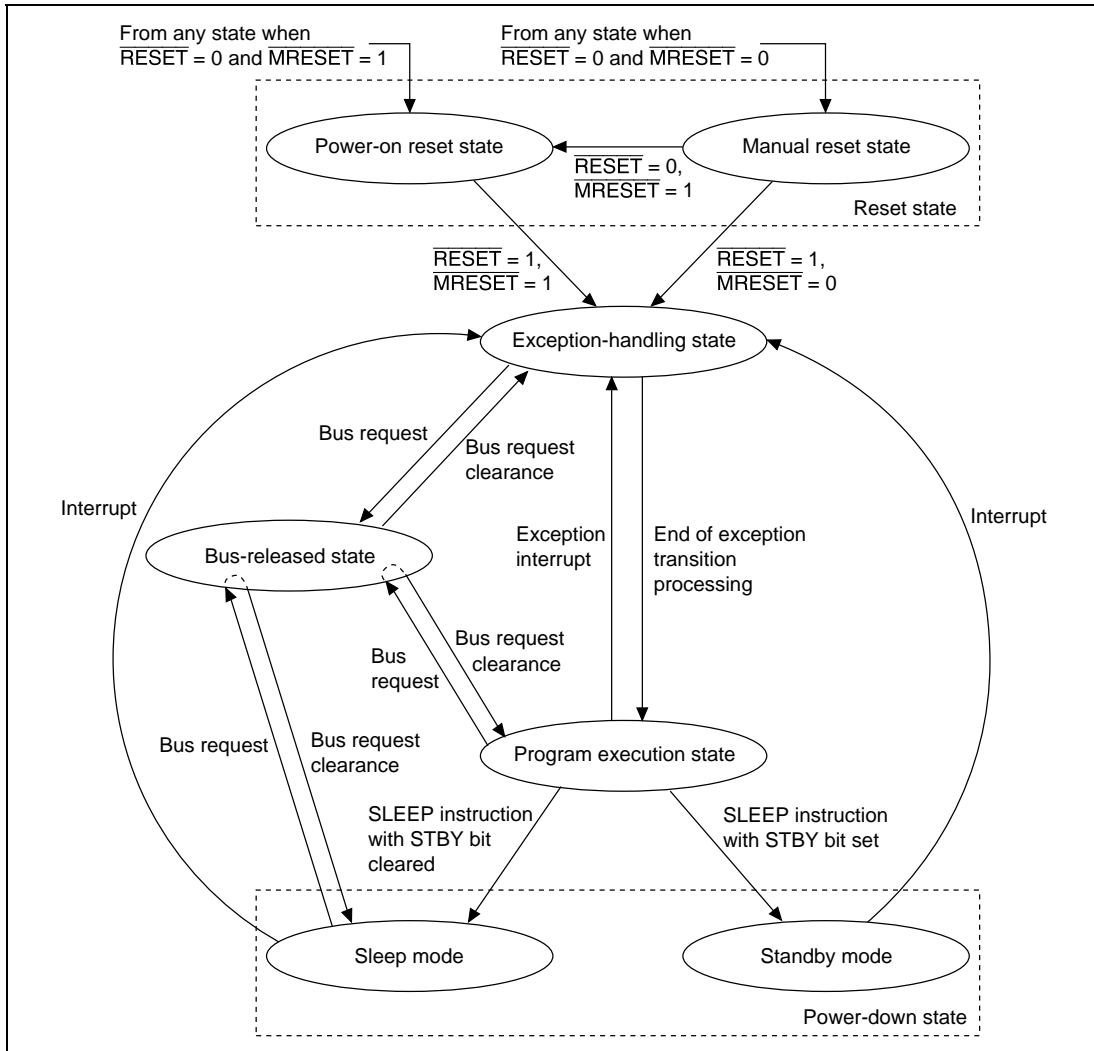 From any state when
RESET = 0 and MRESET = 1
From any state when
RESET = 0 and MRESET = 0
Power-on reset state
Manual reset state
RESET = 0,
MRESET = 1
Reset state
RESET = 1,
MRESET = 1
RESET = 1,
MRESET = 0
Exception-handling state
Bus request
Bus request
clearance
Interrupt
Interrupt
Bus-released state
Exception
interrupt
End of exception
transition
processing
Bus
request
Bus request
clearance
Bus request
Bus request
clearance
Program execution state
SLEEP instruction
with STBY bit
cleared
SLEEP instruction
with STBY bit set
Sleep mode
Standby mode
Power-down state